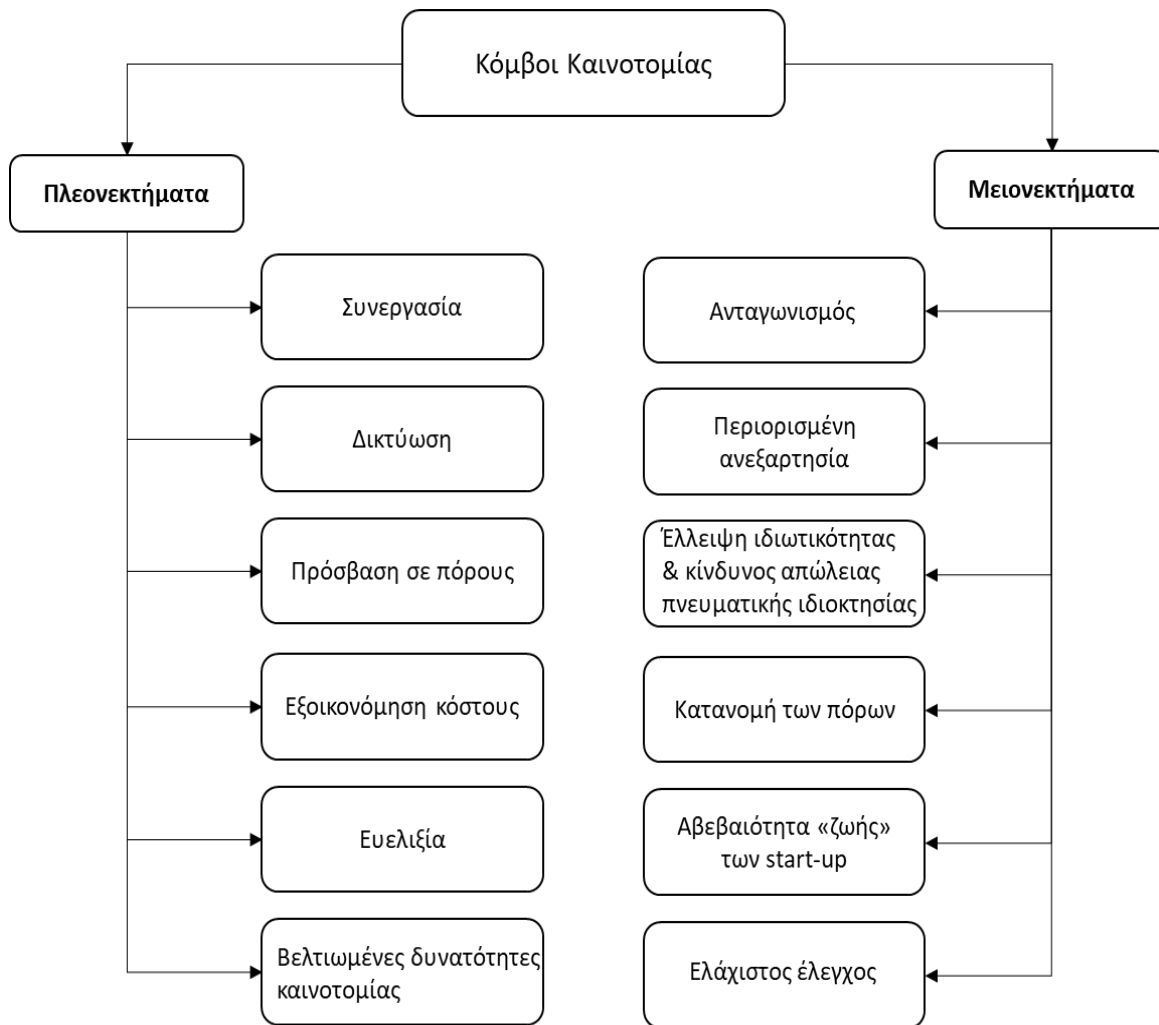 Κόμβοι Καινοτομίας
Πλεονεκτήματα
Συνεργασία
Δικτύωση
Πρόσβαση σε πόρους
Εξοικονόμηση κόστους
Ευελιξία
Βελτιωμένες δυνατότητες
καινοτομίας
Μειονεκτήματα
Ανταγωνισμός
Περιορισμένη
ανεξαρτησία
Έλλειψη ιδιωτικότητας
& κίνδυνος απώλειας
πνευματικής ιδιοκτησίας
Κατανομή των πόρων
Αβεβαιότητα «ζωής»
των start-up
Ελάχιστος έλεγχος